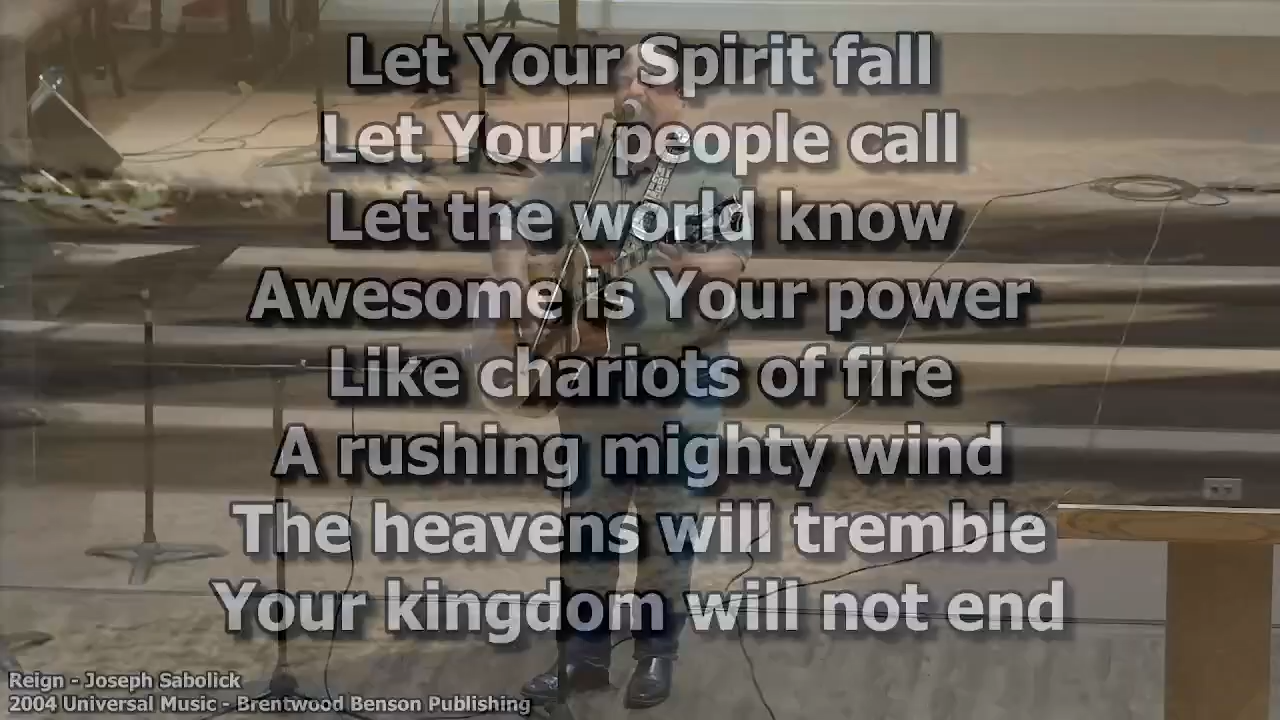 Let Your Spirit fall
Let Your people call
Let the world know
Awesome is Your power
Like chariots of fire
A rushing mighty wind
The heavens will tremble
Your kingdom will not end
Reign - Joseph Sabolick
2004 Universal Music - Brentwood Benson Publishing